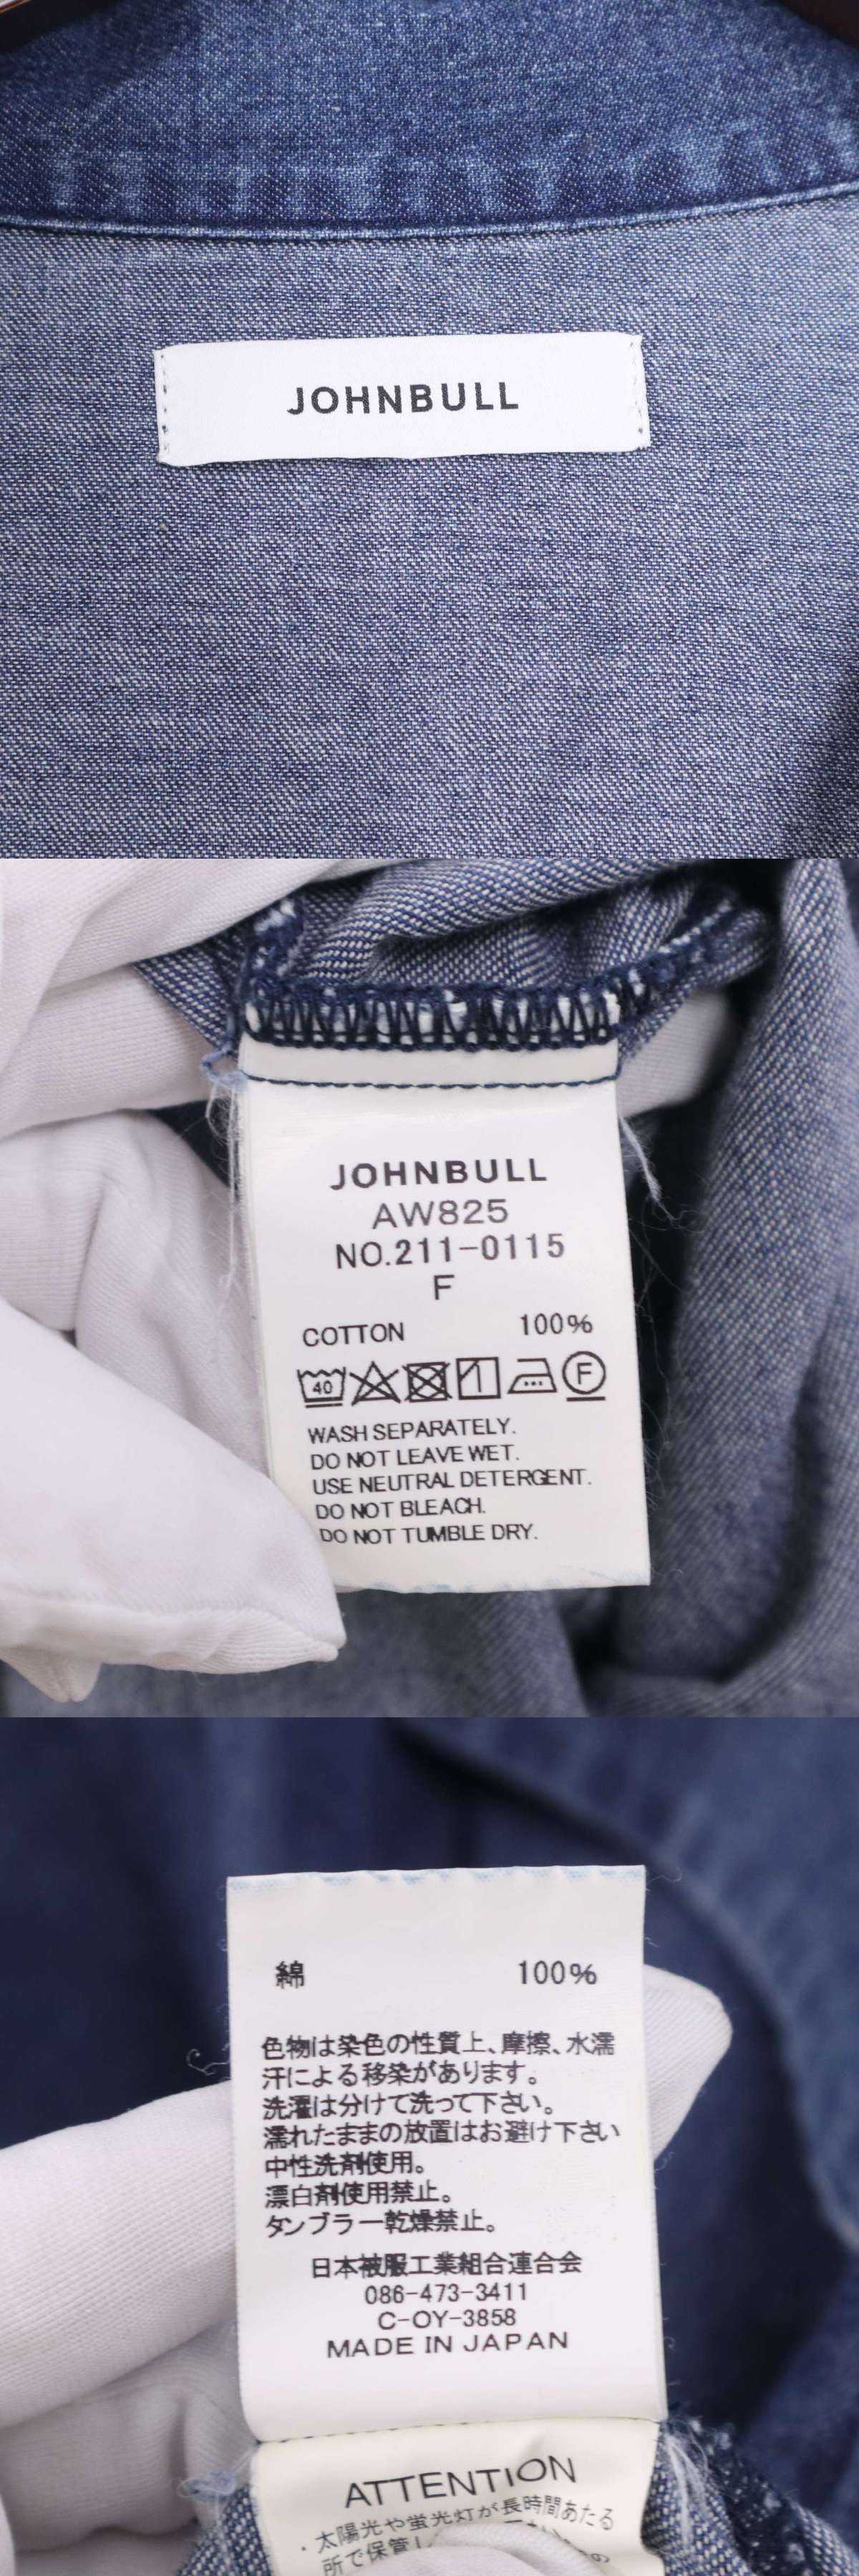 JOHNBULL
JOHNBULL
AW825
NO.211-0115
F
COTTON 100%
40 F
WASH SEPARATELY.
DO NOT LEAVE WET.
USE NEUTRAL DETERGENT.
DO NOT BLEACH.
DO NOT TUMBLE DRY.
綿 100%
色物は染色の性質上、摩擦、水濡
汗による移染があります。
洗濯は分けて洗って下さい。
濡れたままの放置はお避け下さい
中性洗剤使用。
漂白剤使用禁止。
タンブラー乾燥禁止。
日本被服工業組合連合会
086-473-3411
C-OY-3858
MADE IN JAPAN
ATTENTION
・太陽光や蛍光灯が長時間あたる
所で保管し